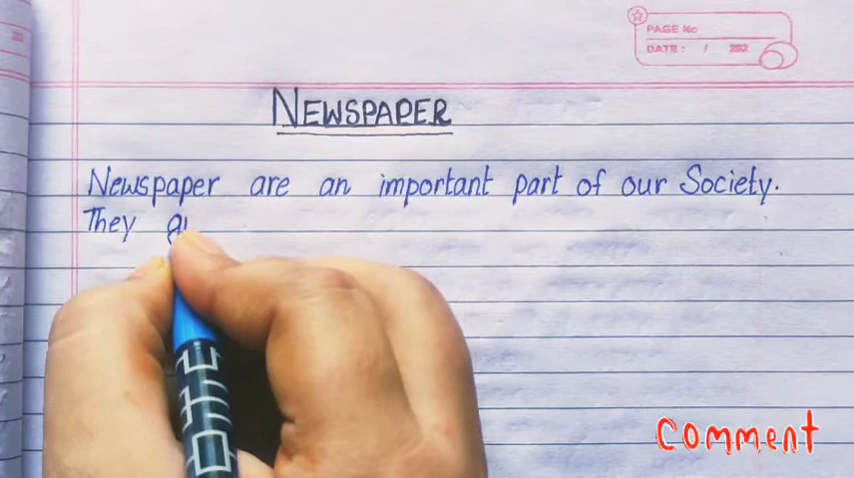 PAGE No
DATE: / 202
NEWSPAPER
Newspaper are an important part of our Society.
They
Comment